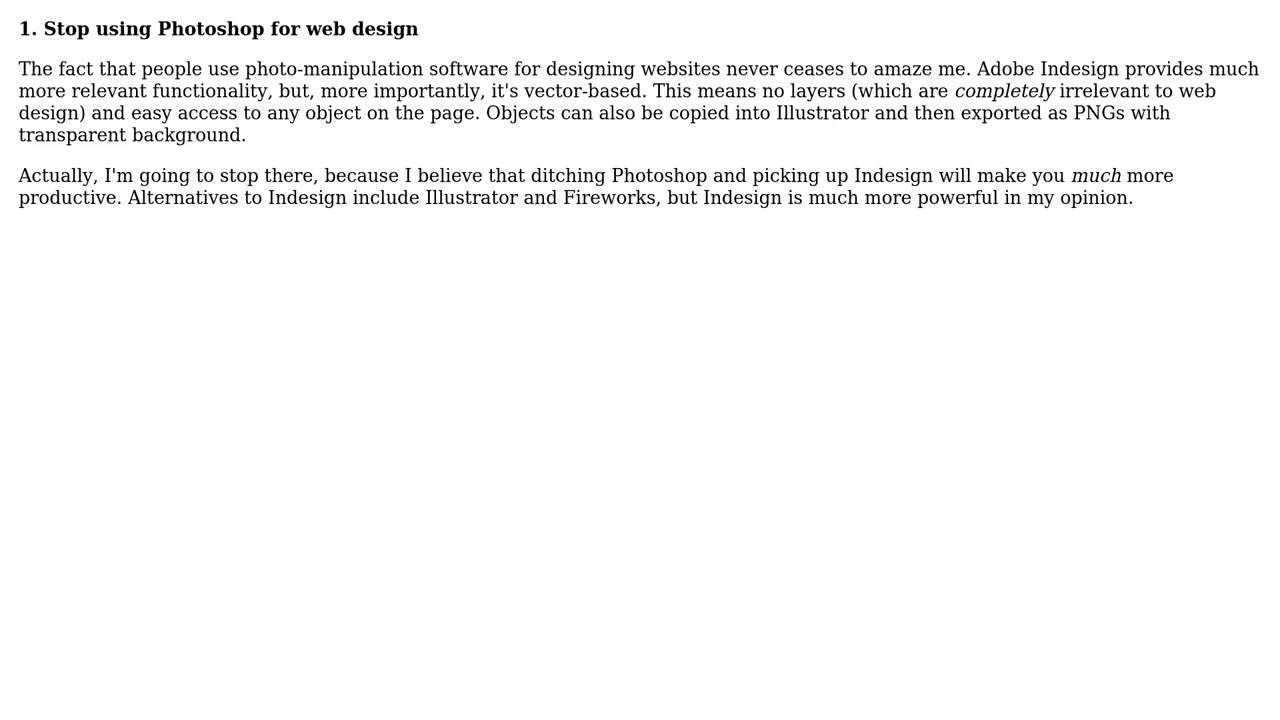 1. Stop using Photoshop for web design
The fact that people use photo-manipulation software for designing websites never ceases to amaze me. Adobe Indesign provides much
more relevant functionality, but, more importantly, it's vector-based. This means no layers (which are completely irrelevant to web
design) and easy access to any object on the page. Objects can also be copied into Illustrator and then exported as PNGs with
transparent background.
Actually, I'm going to stop there, because I believe that ditching Photoshop and picking up Indesign will make you much more
productive. Alternatives to Indesign include Illustrator and Fireworks, but Indesign is much more powerful in my opinion.